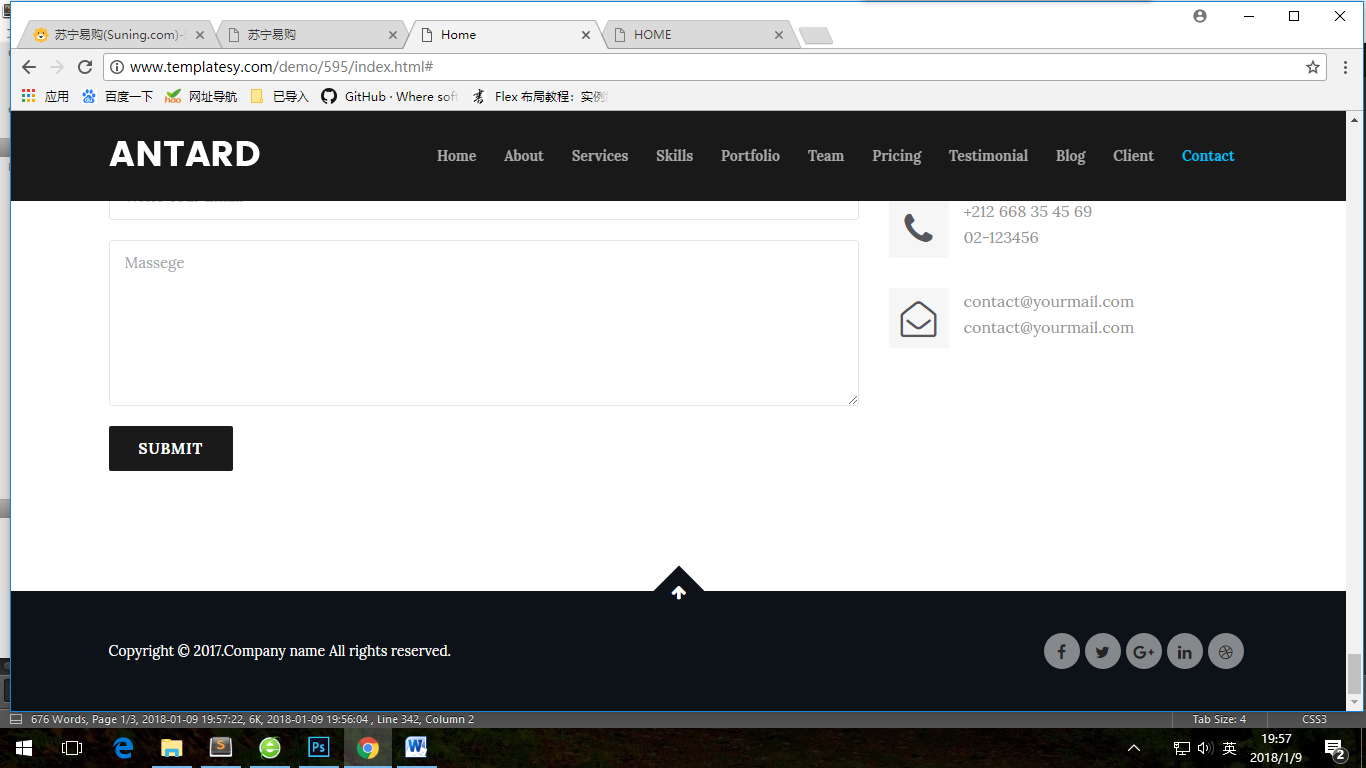 苏宁易购(Suning.com)-
苏宁易购
Home
HOME
www.templatesy.com/demo/595/index.html#
应用
百度一下
网址导航
已导入
GitHub · Where soft
Flex 布局教程：实例
ANTARD
Home About Services Skills Portfolio Team Pricing Testimonial Blog Client Contact
+212 668 35 45 69
02-123456
Massege
contact@yourmail.com
contact@yourmail.com
SUBMIT
Copyright © 2017.Company name All rights reserved.
676 Words, Page 1/3, 2018-01-09 19:57:22, 6K, 2018-01-09 19:56:04 , Line 342, Column 2
Tab Size: 4
CSS3
英
19:57
2018/1/9
2